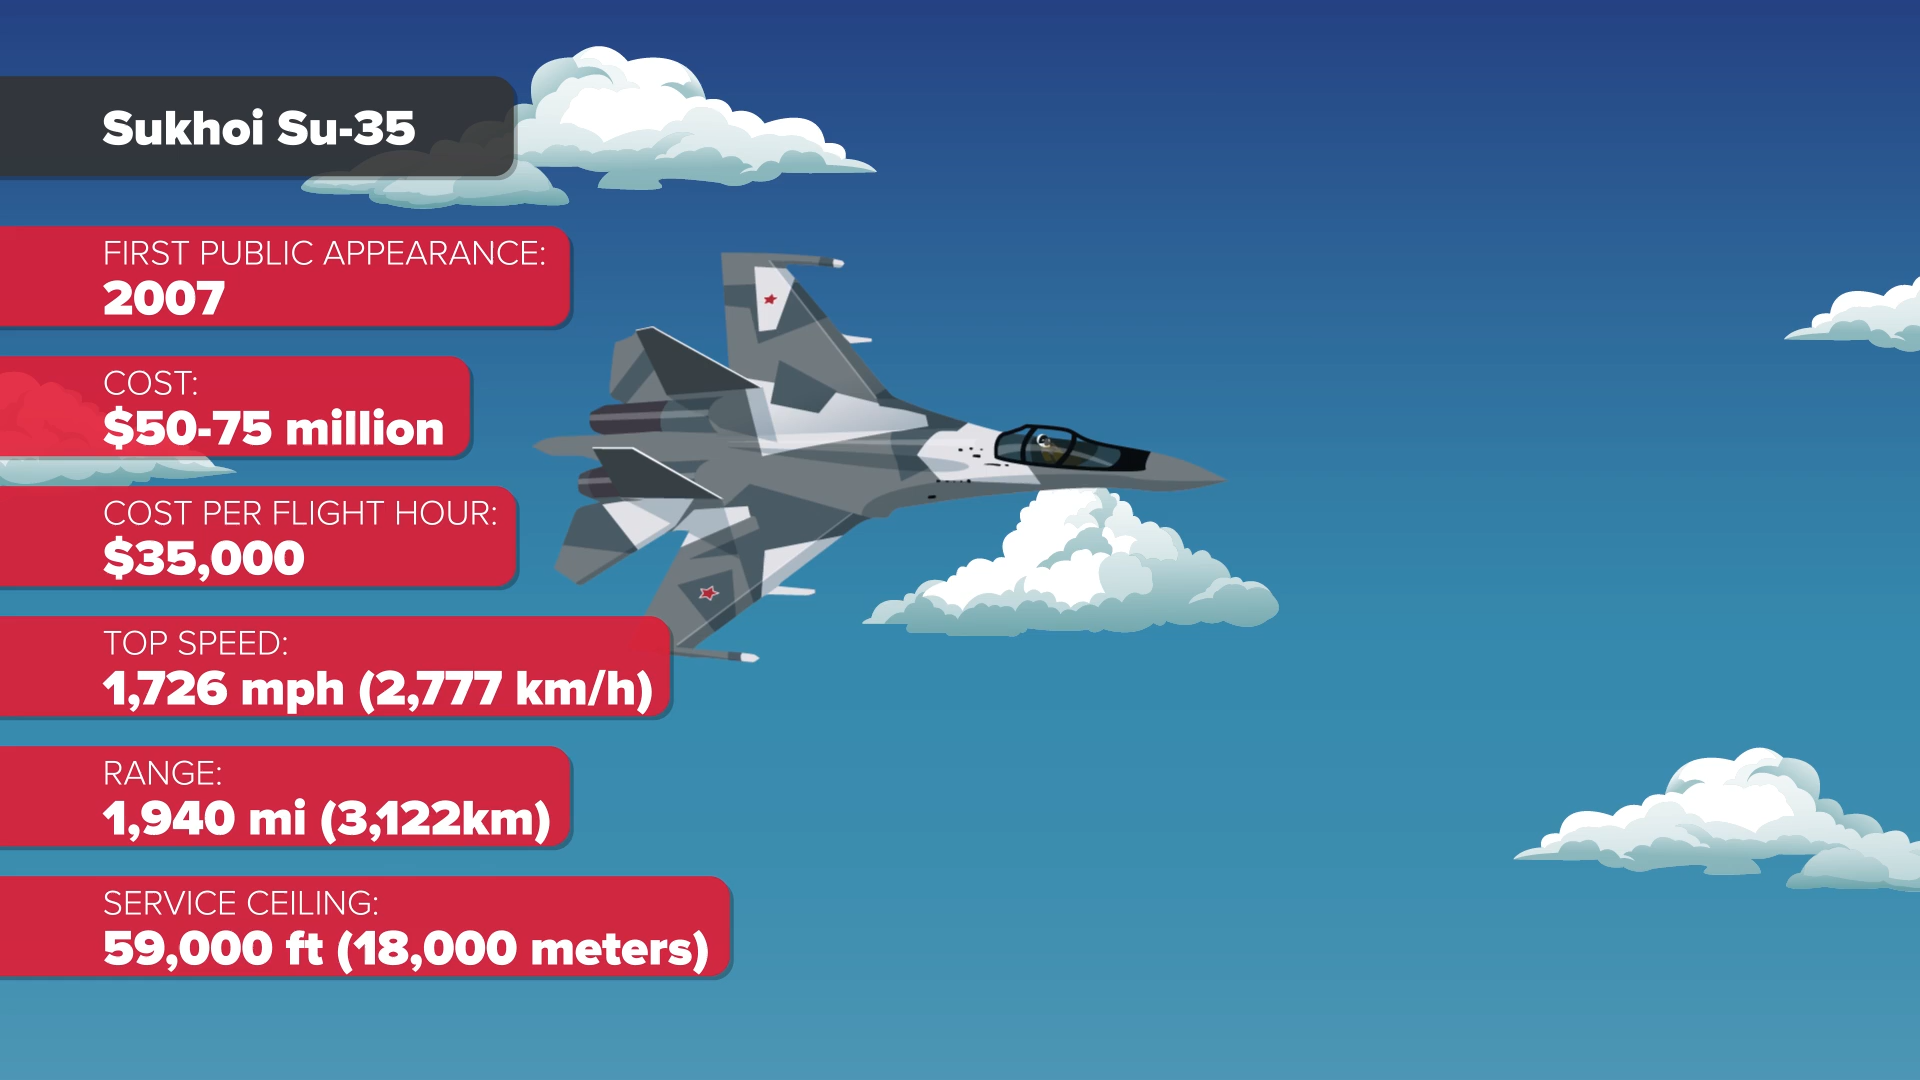 Sukhoi Su-35
FIRST PUBLIC APPEARANCE:
2007
COST:
$50-75 million
COST PER FLIGHT HOUR:
$35,000
TOP SPEED:
1,726 mph (2,777 km/h)
RANGE:
1,940 mi (3,122km)
SERVICE CEILING:
59,000 ft (18,000 meters)